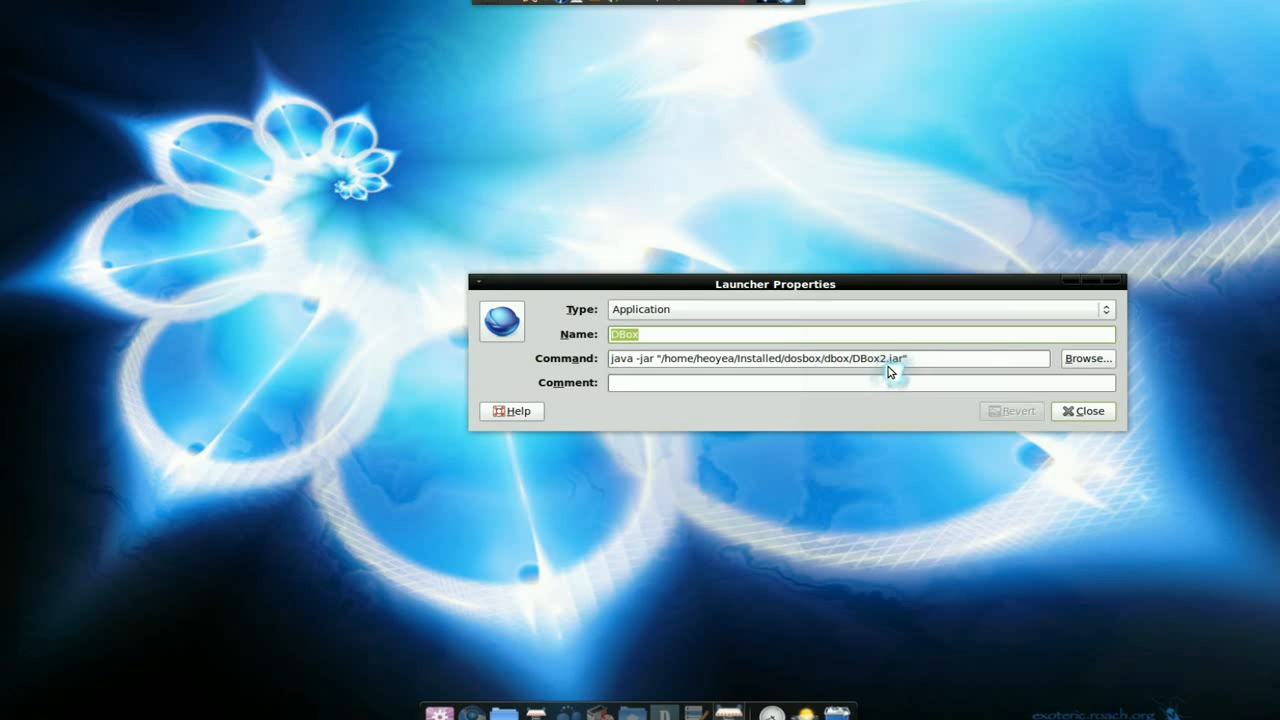 Launcher Properties
Type: Application
Name: DBox
Command: java -jar "/home/heoyea/Installed/dosbox/dbox/DBox2.jar" Browse...
Comment:
Help Revert Close
exoteric.roach.org